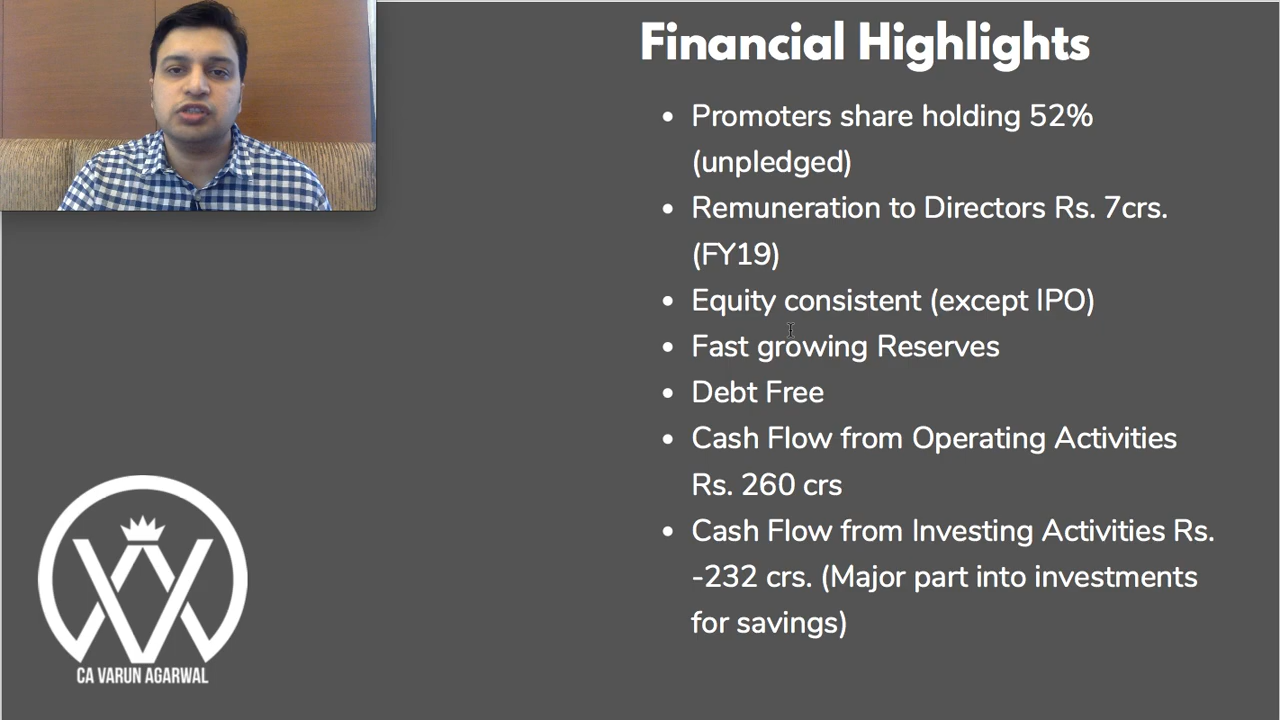 Financial Highlights
Promoters share holding 52%
(unpledged)
Remuneration to Directors Rs. 7crs.
(FY19)
Equity consistent (except IPO)
Fast growing Reserves
Debt Free
Cash Flow from Operating Activities
Rs. 260 crs
Cash Flow from Investing Activities Rs.
-232 crs. (Major part into investments
for savings)
CA VARUN AGARWAL